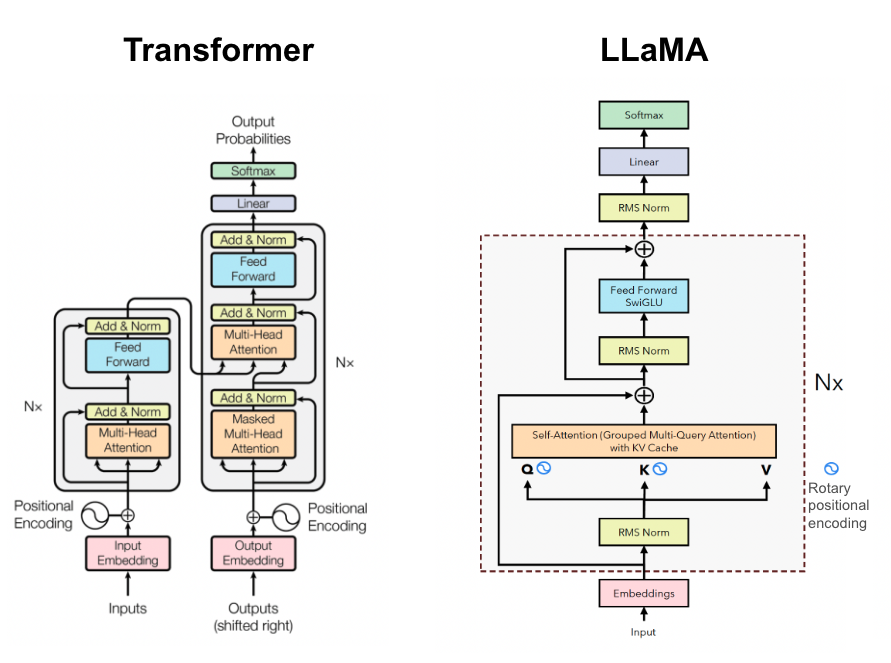 Transformer
Output
Probabilities
Softmax
Linear
Add & Norm
Feed
Forward
Add & Norm
Multi-Head
Attention
Nx
Add & Norm
Masked
Multi-Head
Attention
Add & Norm
Feed
Forward
Nx
Add & Norm
Multi-Head
Attention
Positional
Encoding
Positional
Encoding
Input
Embedding
Output
Embedding
Inputs
Outputs
(shifted right)
LLaMA
Softmax
Linear
RMS Norm
Feed Forward
SwiGLU
RMS Norm
Nx
Self-Attention (Grouped Multi-Query Attention)
with KV Cache
Q
K
V
Rotary
positional
encoding
RMS Norm
Embeddings
Input